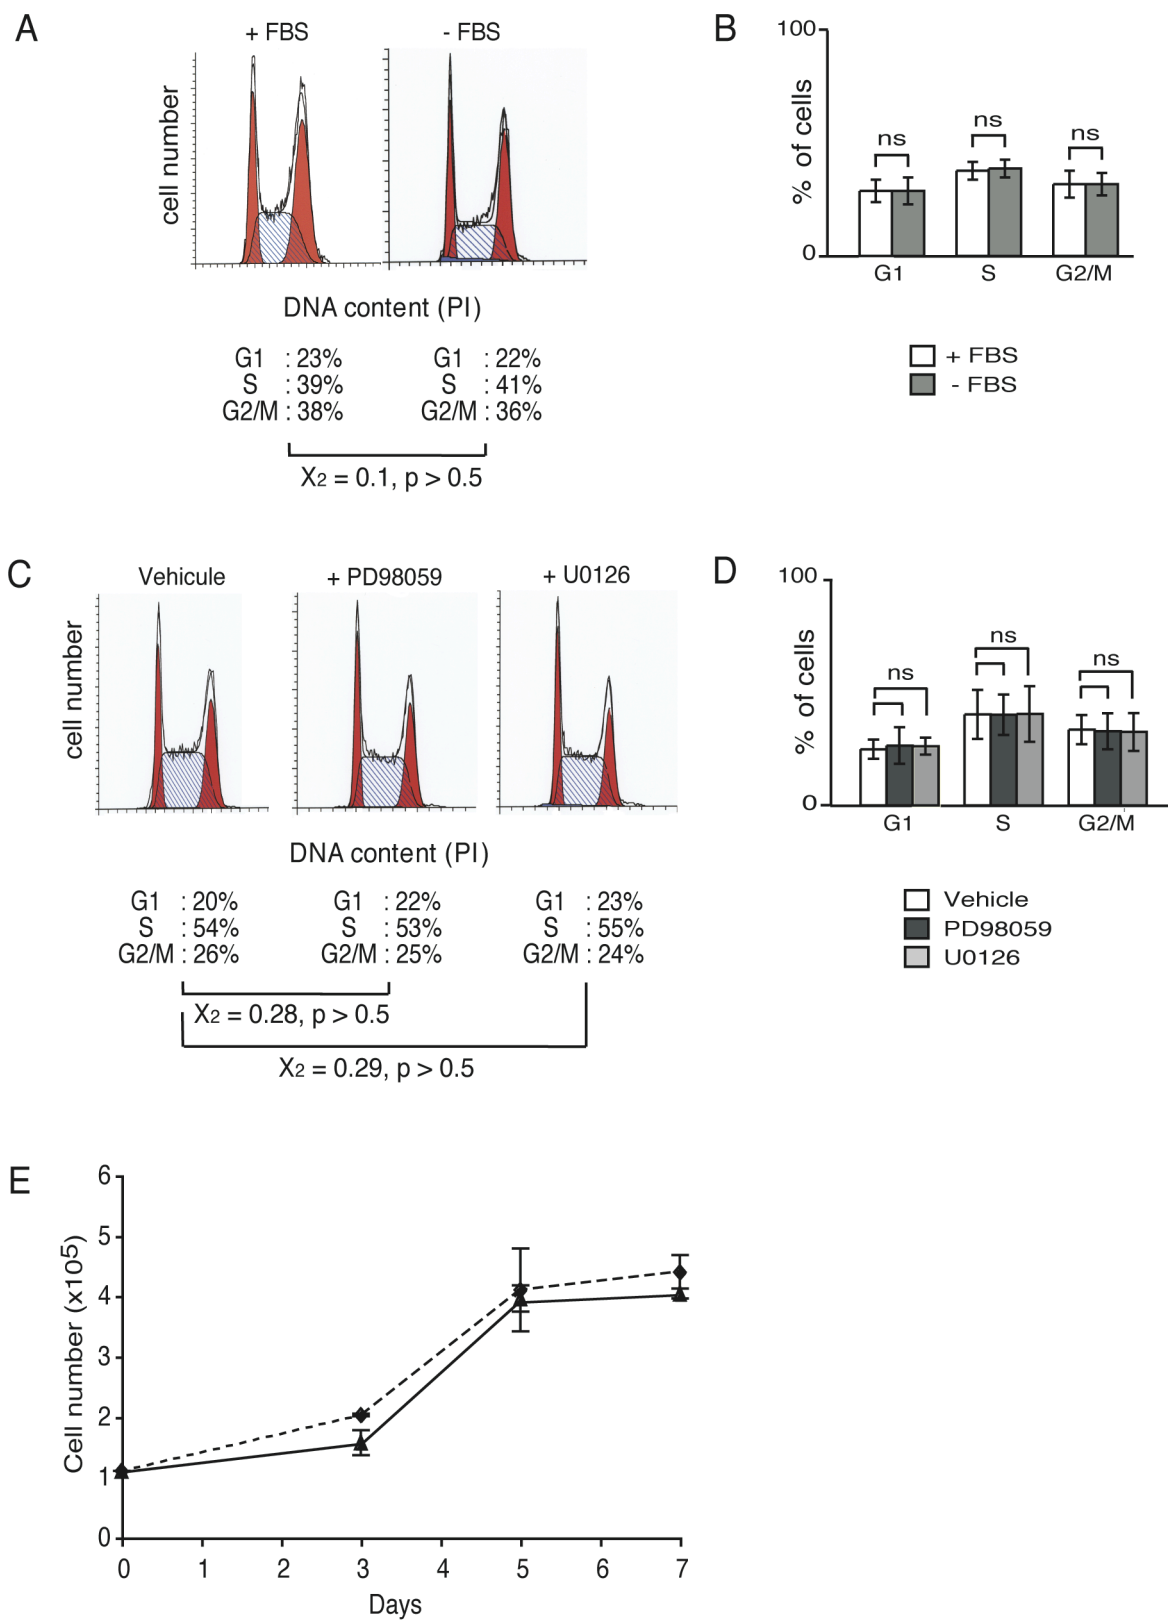 A
+ FBS
- FBS
cell number
DNA content (PI)
G1 : 23%
S : 39%
G2/M : 38%
G1 : 22%
S : 41%
G2/M : 36%
X2 = 0.1, p > 0.5
B
100
0
% of cells
ns
ns
ns
G1
S
G2/M
+ FBS
- FBS
C
Vehicule
+ PD98059
+ U0126
cell number
DNA content (PI)
G1 : 20%
S : 54%
G2/M : 26%
G1 : 22%
S : 53%
G2/M : 25%
G1 : 23%
S : 55%
G2/M : 24%
X2 = 0.28, p > 0.5
X2 = 0.29, p > 0.5
D
100
0
% of cells
ns
ns
ns
G1
S
G2/M
Vehicle
PD98059
U0126
E
Cell number (x10⁵)
6
5
4
3
2
1
0
0 1 2 3 4 5 6 7
Days